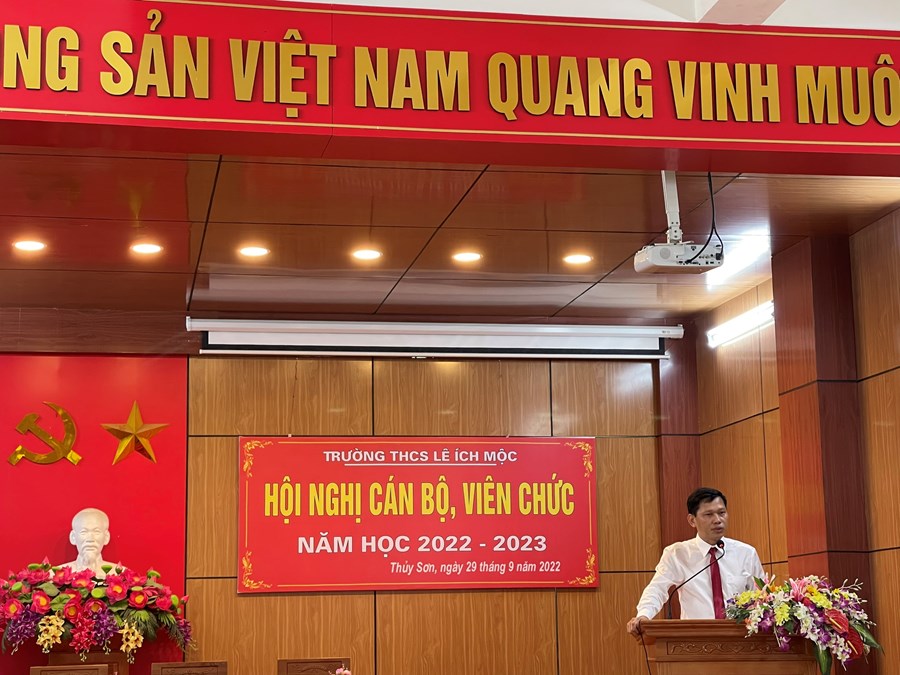 NG SẢN VIỆT NAM QUANG VINH MUÔ
TRƯỜNG THCS LÊ ÍCH MỘC
HỘI NGHỊ CÁN BỘ, VIÊN CHỨC
NĂM HỌC 2022 - 2023
Thủy Sơn, ngày 29 tháng 9 năm 2022